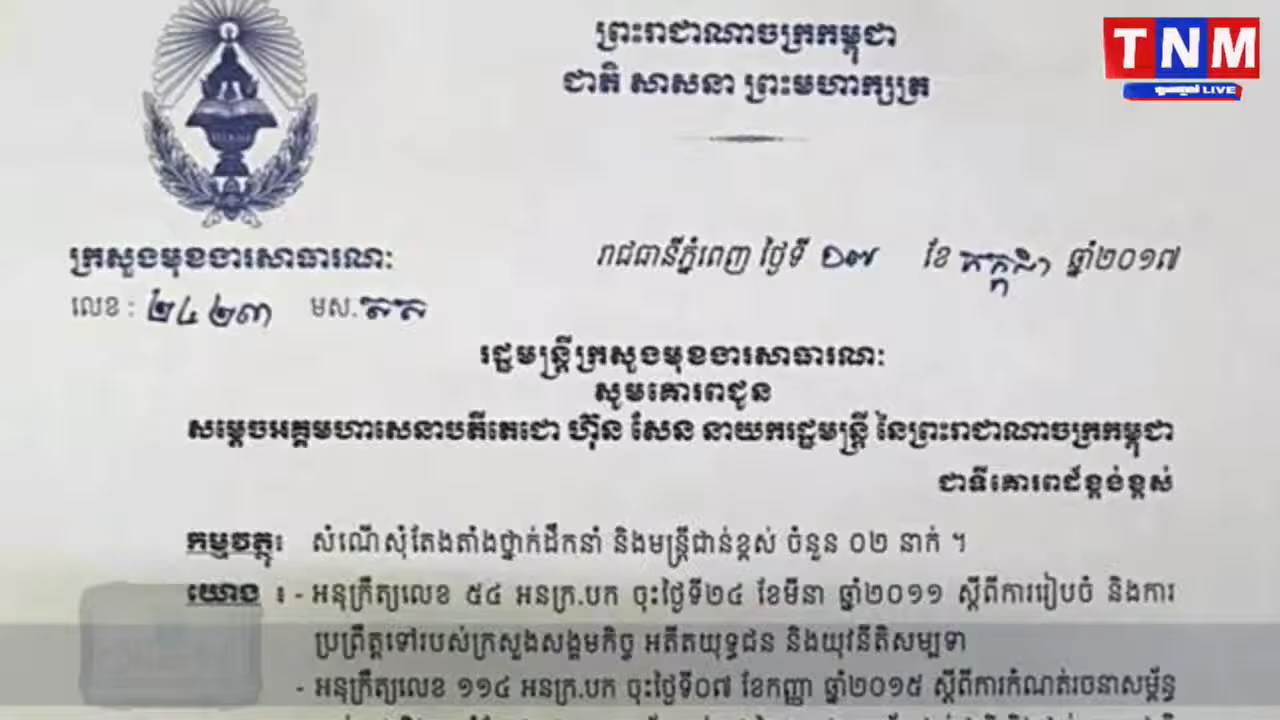 ព្រះរាជាណាចក្រកម្ពុជា
ជាតិ សាសនា ព្រះមហាក្សត្រ
TNM
LIVE
ក្រសួងមុខងារសាធារណៈ
រាជធានីភ្នំពេញ ថ្ងៃទី ០៧ ខែ កក្កដា ឆ្នាំ២០១៧
លេខ : ២៤២៣ មស.
រដ្ឋមន្ត្រីក្រសួងមុខងារសាធារណៈ
សូមគោរពជូន
សម្តេចអគ្គមហាសេនាបតីតេជោ ហ៊ុន សែន នាយករដ្ឋមន្ត្រី នៃព្រះរាជាណាចក្រកម្ពុជា
ជាទីគោរពដ៏ខ្ពង់ខ្ពស់
កម្មវត្ថុ៖ សំណើសុំតែងតាំងថ្នាក់ដឹកនាំ និងមន្ត្រីជាន់ខ្ពស់ ចំនួន ០២ នាក់ ។
យោង ៖ - អនុក្រឹត្យលេខ ៥៤ អនក្រ.បក ចុះថ្ងៃទី២៤ ខែមីនា ឆ្នាំ២០១១ ស្តីពីការរៀបចំ និងការ
ប្រព្រឹត្តទៅរបស់ក្រសួងសង្គមកិច្ច អតីតយុទ្ធជន និងយុវនីតិសម្បទា
- អនុក្រឹត្យលេខ ១១៤ អនក្រ.បក ចុះថ្ងៃទី០៧ ខែកញ្ញា ឆ្នាំ២០១៥ ស្តីពីការកំណត់រចនាសម្ព័ន្ធ